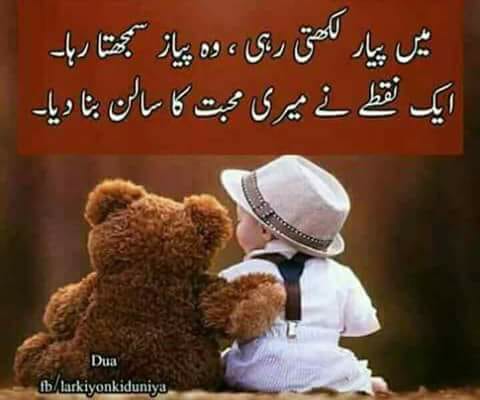 میں پیار لکھتی رہی ، وہ پیاز سمجھتا رہا۔
ایک نقطے نے میری محبت کا سالن بنا دیا۔
Dua
fb/larkiyonkiduniya